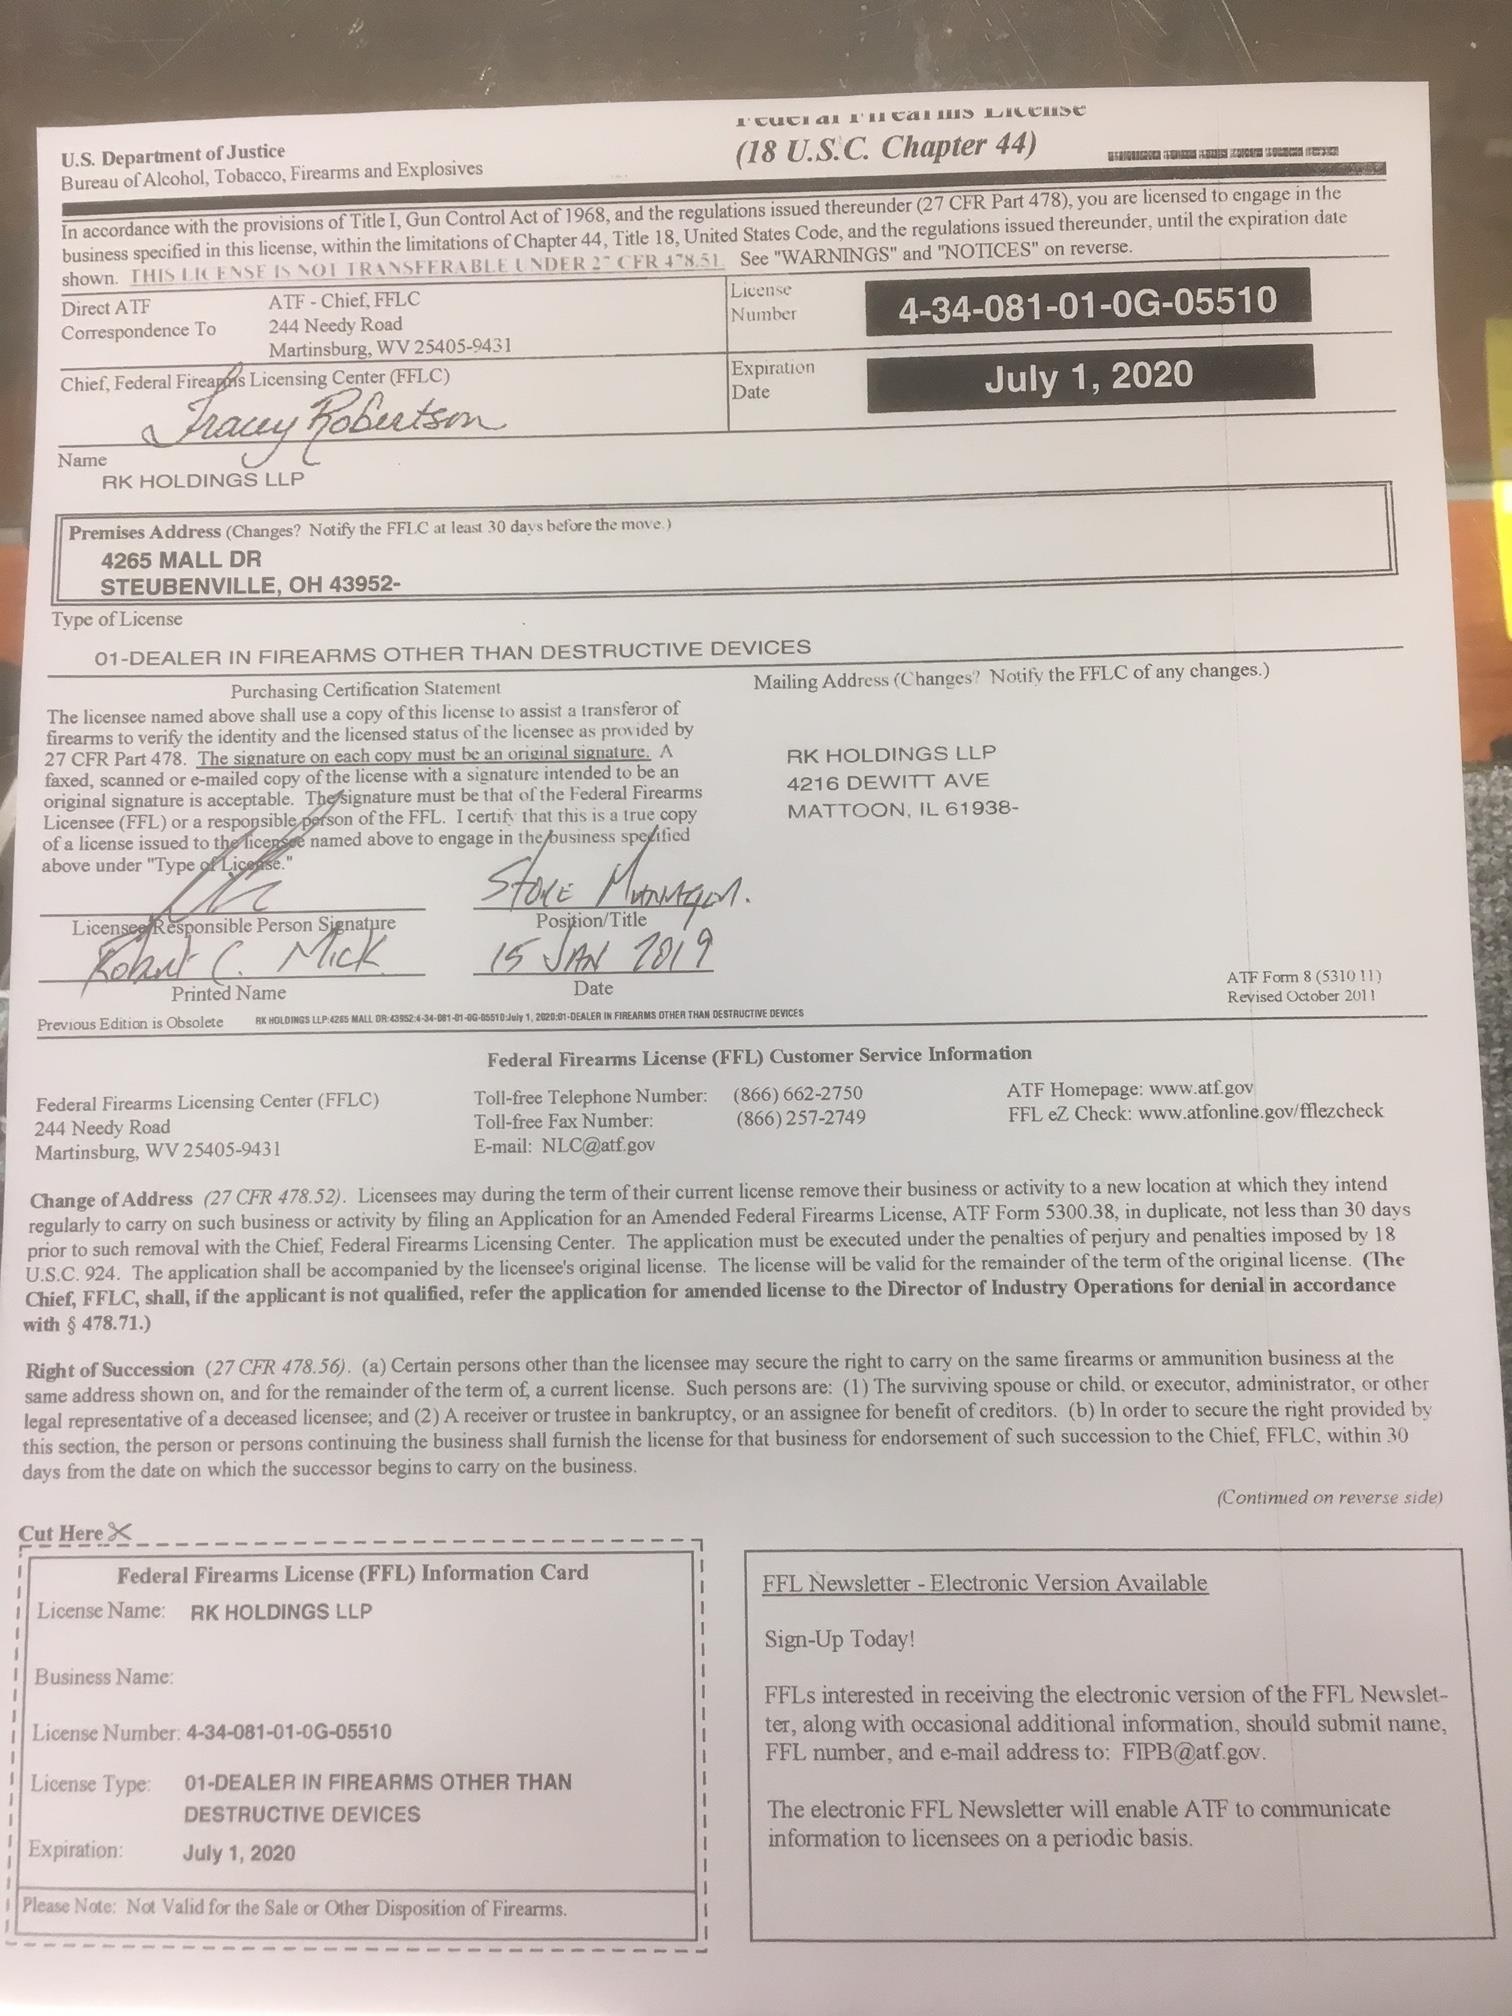 Federal Firearms License
(18 U.S.C. Chapter 44)
U.S. Department of Justice
Bureau of Alcohol, Tobacco, Firearms and Explosives
In accordance with the provisions of Title I, Gun Control Act of 1968, and the regulations issued thereunder (27 CFR Part 478), you are licensed to engage in the
business specified in this license, within the limitations of Chapter 44, Title 18, United States Code, and the regulations issued thereunder, until the expiration date
shown. THIS LICENSE IS NOT TRANSFERRABLE UNDER 27 CFR 478.51. See "WARNINGS" and "NOTICES" on reverse.
Direct ATF
Correspondence To
ATF - Chief, FFLC
244 Needy Road
Martinsburg, WV 25405-9431
License
Number
4-34-081-01-0G-05510
Chief, Federal Firearms Licensing Center (FFLC)
Tracey Robertson
Expiration
Date
July 1, 2020
Name
RK HOLDINGS LLP
Premises Address (Changes? Notify the FFLC at least 30 days before the move.)
4265 MALL DR
STEUBENVILLE, OH 43952-
Type of License
01-DEALER IN FIREARMS OTHER THAN DESTRUCTIVE DEVICES
Purchasing Certification Statement
The licensee named above shall use a copy of this license to assist a transferor of
firearms to verify the identity and the licensed status of the licensee as provided by
27 CFR Part 478. The signature on each copy must be an original signature. A
faxed, scanned or e-mailed copy of the license with a signature intended to be an
original signature is acceptable. The signature must be that of the Federal Firearms
Licensee (FFL) or a responsible person of the FFL. I certify that this is a true copy
of a license issued to the licensee named above to engage in the business specified
above under "Type of License."
Mailing Address (Changes? Notify the FFLC of any changes.)
RK HOLDINGS LLP
4216 DEWITT AVE
MATTOON, IL 61938-
Store Manager.
Licensee/Responsible Person Signature
Position/Title
Robert C. Mick
15 JAN 2019
Printed Name
Date
ATF Form 8 (5310.11)
Revised October 2011
Previous Edition is Obsolete
RK HOLDINGS LLP:4265 MALL DR:43952:4-34-081-01-0G-05510:July 1, 2020:01-DEALER IN FIREARMS OTHER THAN DESTRUCTIVE DEVICES
Federal Firearms License (FFL) Customer Service Information
Federal Firearms Licensing Center (FFLC)
244 Needy Road
Martinsburg, WV 25405-9431
Toll-free Telephone Number: (866) 662-2750
Toll-free Fax Number: (866) 257-2749
E-mail: NLC@atf.gov
ATF Homepage: www.atf.gov
FFL eZ Check: www.atfonline.gov/fflezcheck
Change of Address (27 CFR 478.52). Licensees may during the term of their current license remove their business or activity to a new location at which they intend
regularly to carry on such business or activity by filing an Application for an Amended Federal Firearms License, ATF Form 5300.38, in duplicate, not less than 30 days
prior to such removal with the Chief, Federal Firearms Licensing Center. The application must be executed under the penalties of perjury and penalties imposed by 18
U.S.C. 924. The application shall be accompanied by the licensee's original license. The license will be valid for the remainder of the term of the original license. (The
Chief, FFLC, shall, if the applicant is not qualified, refer the application for amended license to the Director of Industry Operations for denial in accordance
with § 478.71.)
Right of Succession (27 CFR 478.56). (a) Certain persons other than the licensee may secure the right to carry on the same firearms or ammunition business at the
same address shown on, and for the remainder of the term of, a current license. Such persons are: (1) The surviving spouse or child, or executor, administrator, or other
legal representative of a deceased licensee; and (2) A receiver or trustee in bankruptcy, or an assignee for benefit of creditors. (b) In order to secure the right provided by
this section, the person or persons continuing the business shall furnish the license for that business for endorsement of such succession to the Chief, FFLC, within 30
days from the date on which the successor begins to carry on the business.
(Continued on reverse side)
Cut Here
Federal Firearms License (FFL) Information Card
License Name: RK HOLDINGS LLP
Business Name:
License Number: 4-34-081-01-0G-05510
License Type: 01-DEALER IN FIREARMS OTHER THAN
DESTRUCTIVE DEVICES
Expiration: July 1, 2020
Please Note: Not Valid for the Sale or Other Disposition of Firearms.
FFL Newsletter - Electronic Version Available
Sign-Up Today!
FFLs interested in receiving the electronic version of the FFL Newslet-
ter, along with occasional additional information, should submit name,
FFL number, and e-mail address to: FIPB@atf.gov.
The electronic FFL Newsletter will enable ATF to communicate
information to licensees on a periodic basis.